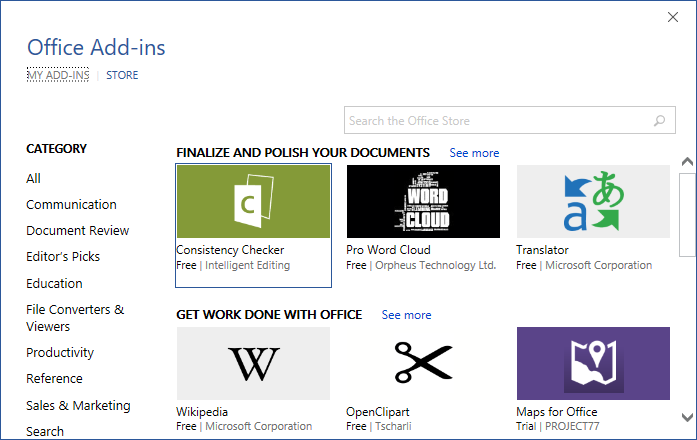 Office Add-ins
MY ADD-INS | STORE
Search the Office Store
CATEGORY
All
Communication
Document Review
Editor's Picks
Education
File Converters &
Viewers
Productivity
Reference
Sales & Marketing
Search
FINALIZE AND POLISH YOUR DOCUMENTS See more
C
Consistency Checker
Free | Intelligent Editing
WORD
CLOUD
Pro Word Cloud
Free | Orpheus Technology Ltd.
あ
a
Translator
Free | Microsoft Corporation
GET WORK DONE WITH OFFICE See more
W
Wikipedia
Free | Microsoft Corporation
OpenClipart
Free | Tscharli
Maps for Office
Trial | PROJECT77